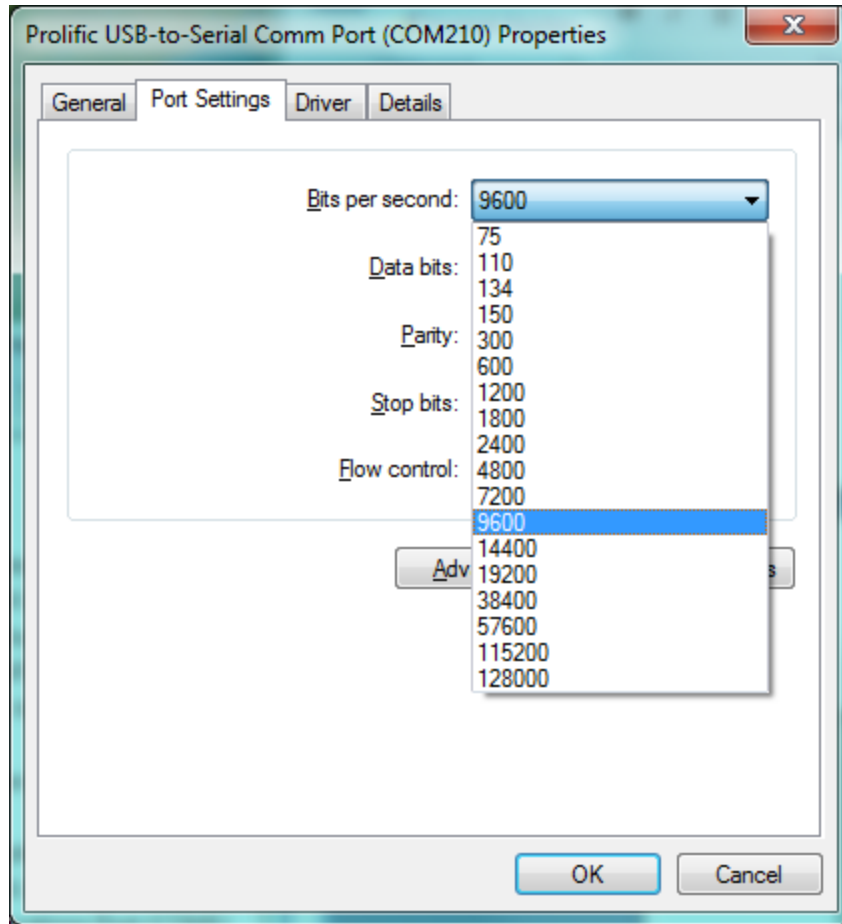 Prolific USB-to-Serial Comm Port (COM210) Properties
General Port Settings Driver Details
Bits per second: 9600
75
Data bits: 110
134
150
Parity: 300
600
1200
Stop bits: 1800
2400
Flow control: 4800
7200
9600
14400
Adv 19200 s
38400
57600
115200
128000
OK Cancel